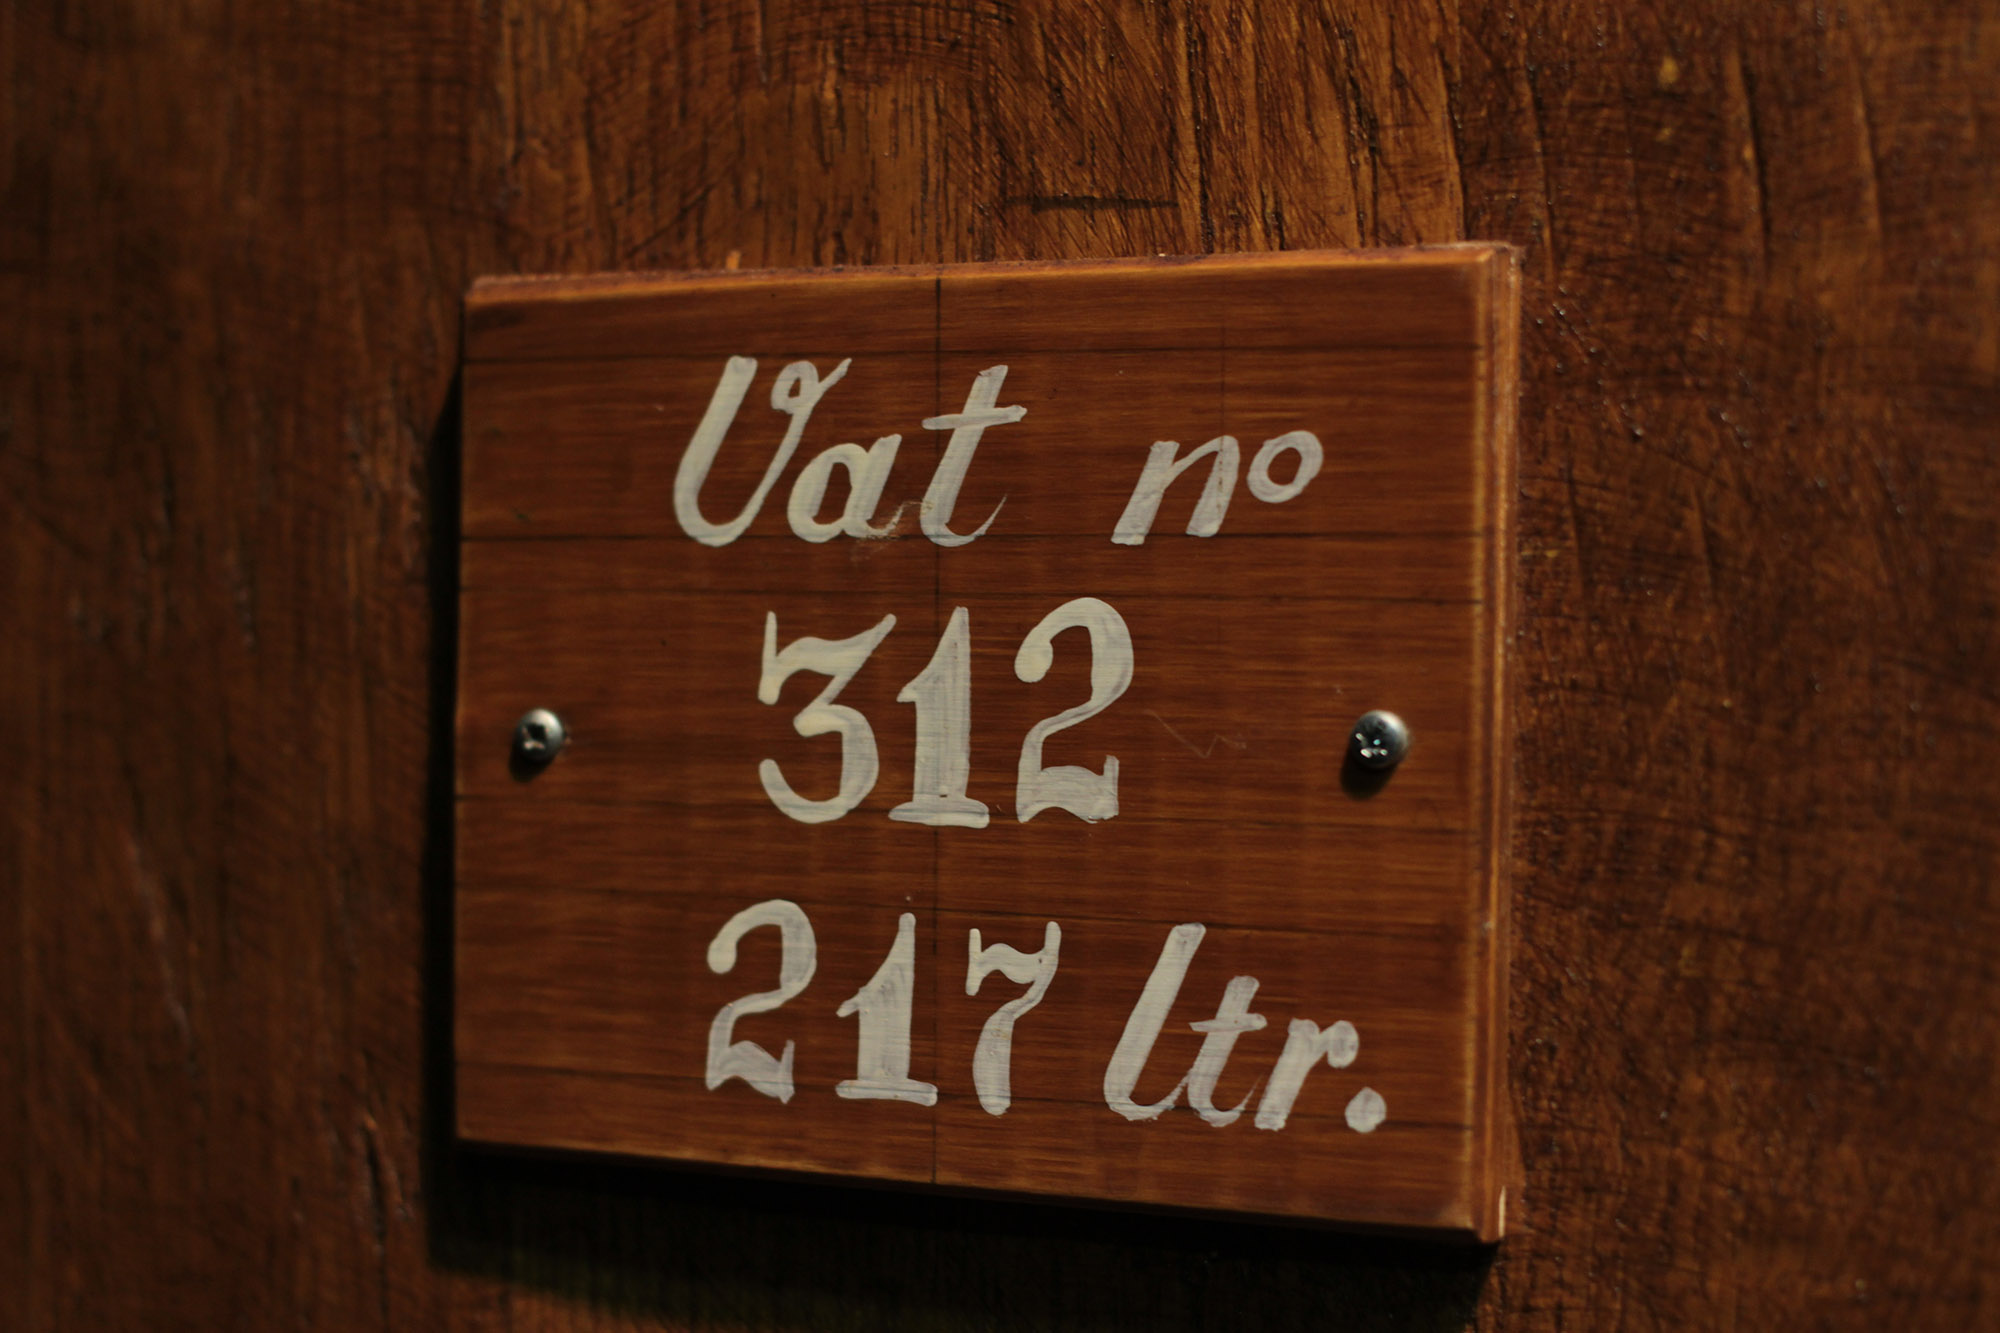 Vat no
312
217 ltr.